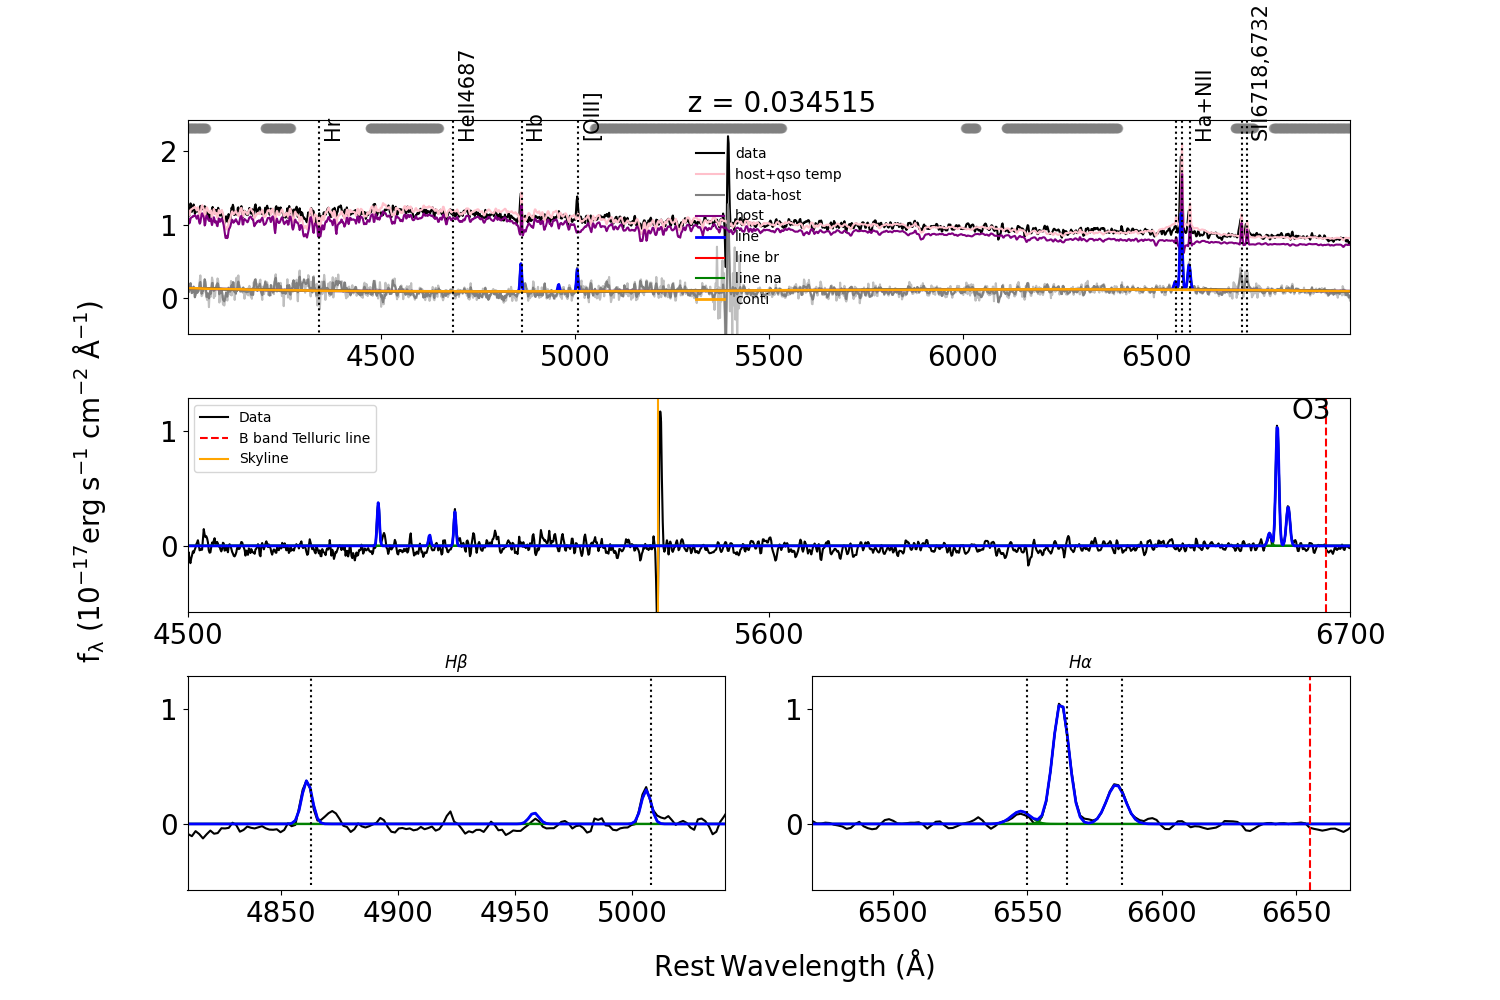 z = 0.034515
Hr
HeII4687
Hb
[OIII]
Ha+NII
SII6718,6732
data
host+qso temp
data-host
host
line
line br
line na
conti
2
1
0
4500 5000 5500 6000 6500
Data
B band Telluric line
Skyline
O3
1
0
4500 5600 6700
fλ (10−17erg s−1 cm−2 Å−1)
Hβ
1
0
4850 4900 4950 5000
Hα
1
0
6500 6550 6600 6650
Rest Wavelength (Å)